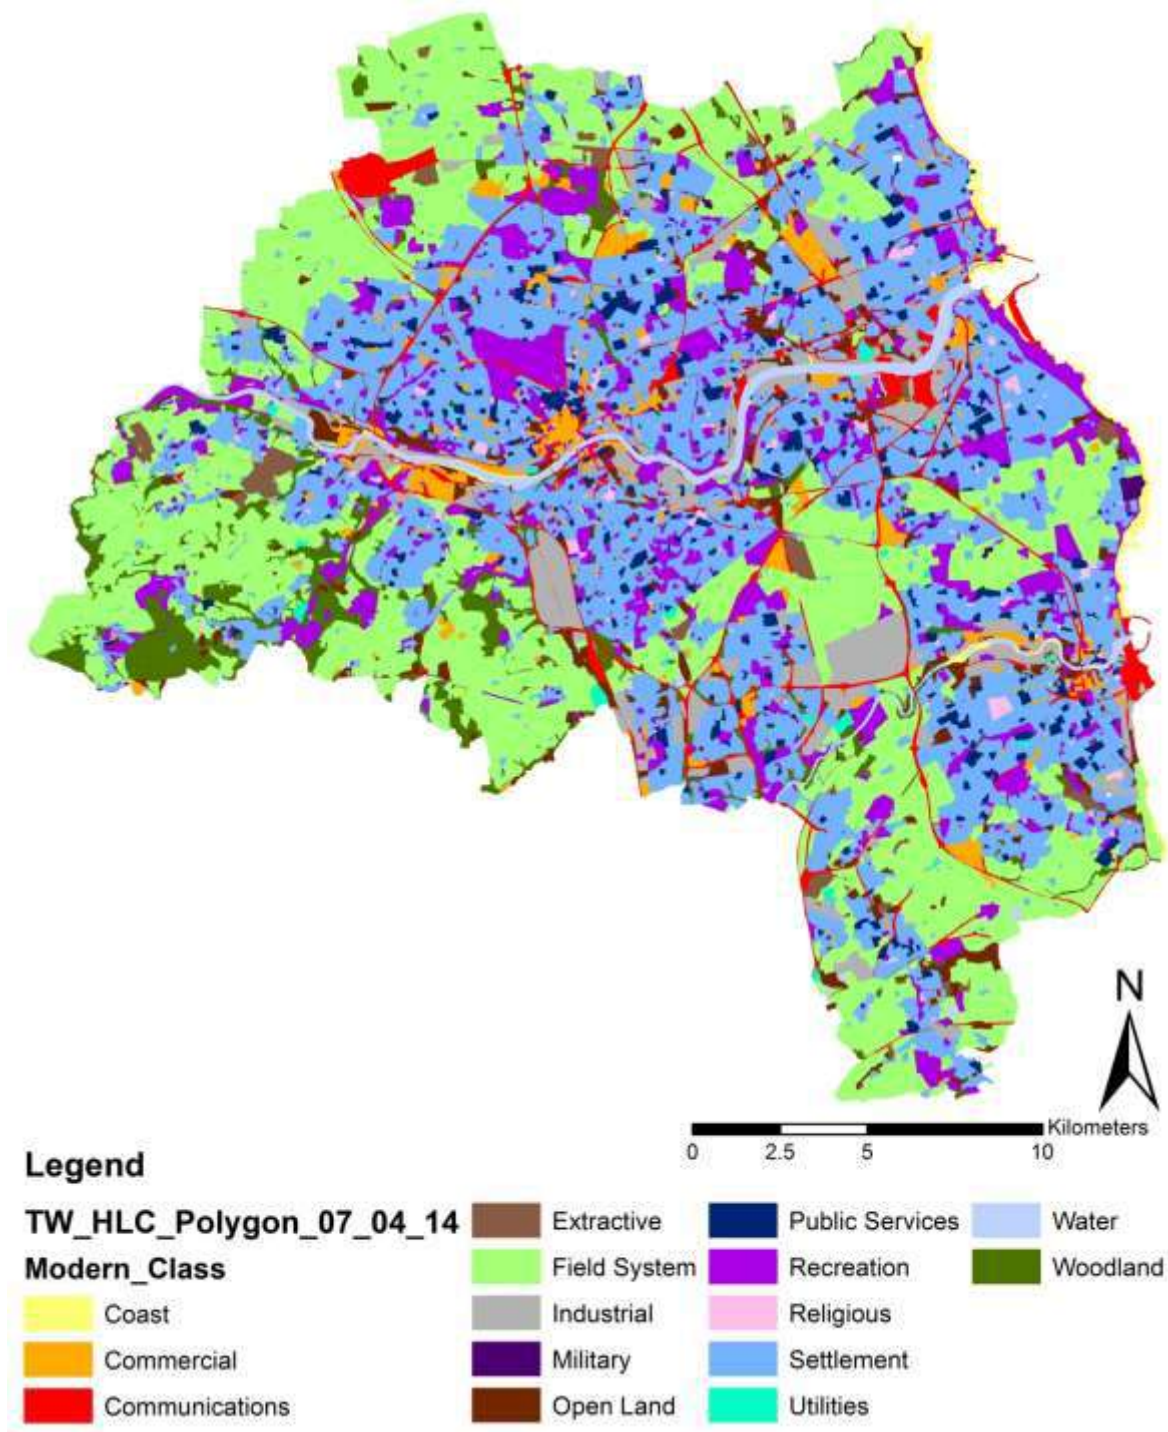 N
Kilometers
0 2.5 5 10
Legend
TW_HLC_Polygon_07_04_14
Modern_Class
Coast
Commercial
Communications
Extractive
Field System
Industrial
Military
Open Land
Public Services
Recreation
Religious
Settlement
Utilities
Water
Woodland